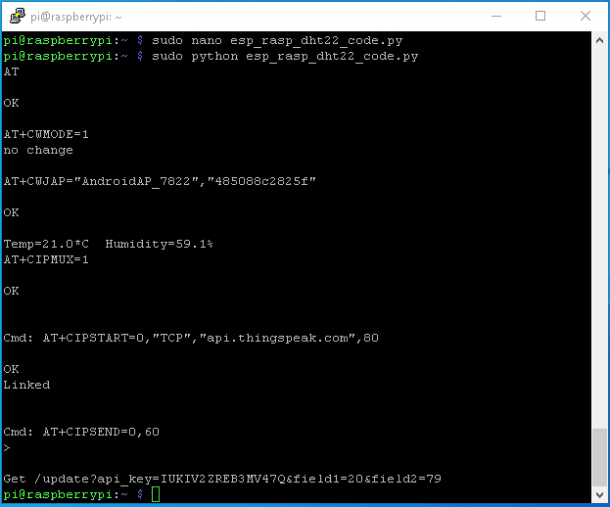 pi@raspberrypi: ~
pi@raspberrypi:~ $ sudo nano esp_rasp_dht22_code.py
pi@raspberrypi:~ $ sudo python esp_rasp_dht22_code.py
AT
OK
AT+CWMODE=1
no change
AT+CWJAP="AndroidAP_7822","485088c2825f"
OK
Temp=21.0*C  Humidity=59.1%
AT+CIPMUX=1
OK
Cmd: AT+CIPSTART=0,"TCP","api.thingspeak.com",80
OK
Linked
Cmd: AT+CIPSEND=0,60
>
Get /update?api_key=IUKIV2ZREB3MV47Q&field1=20&field2=79
pi@raspberrypi:~ $